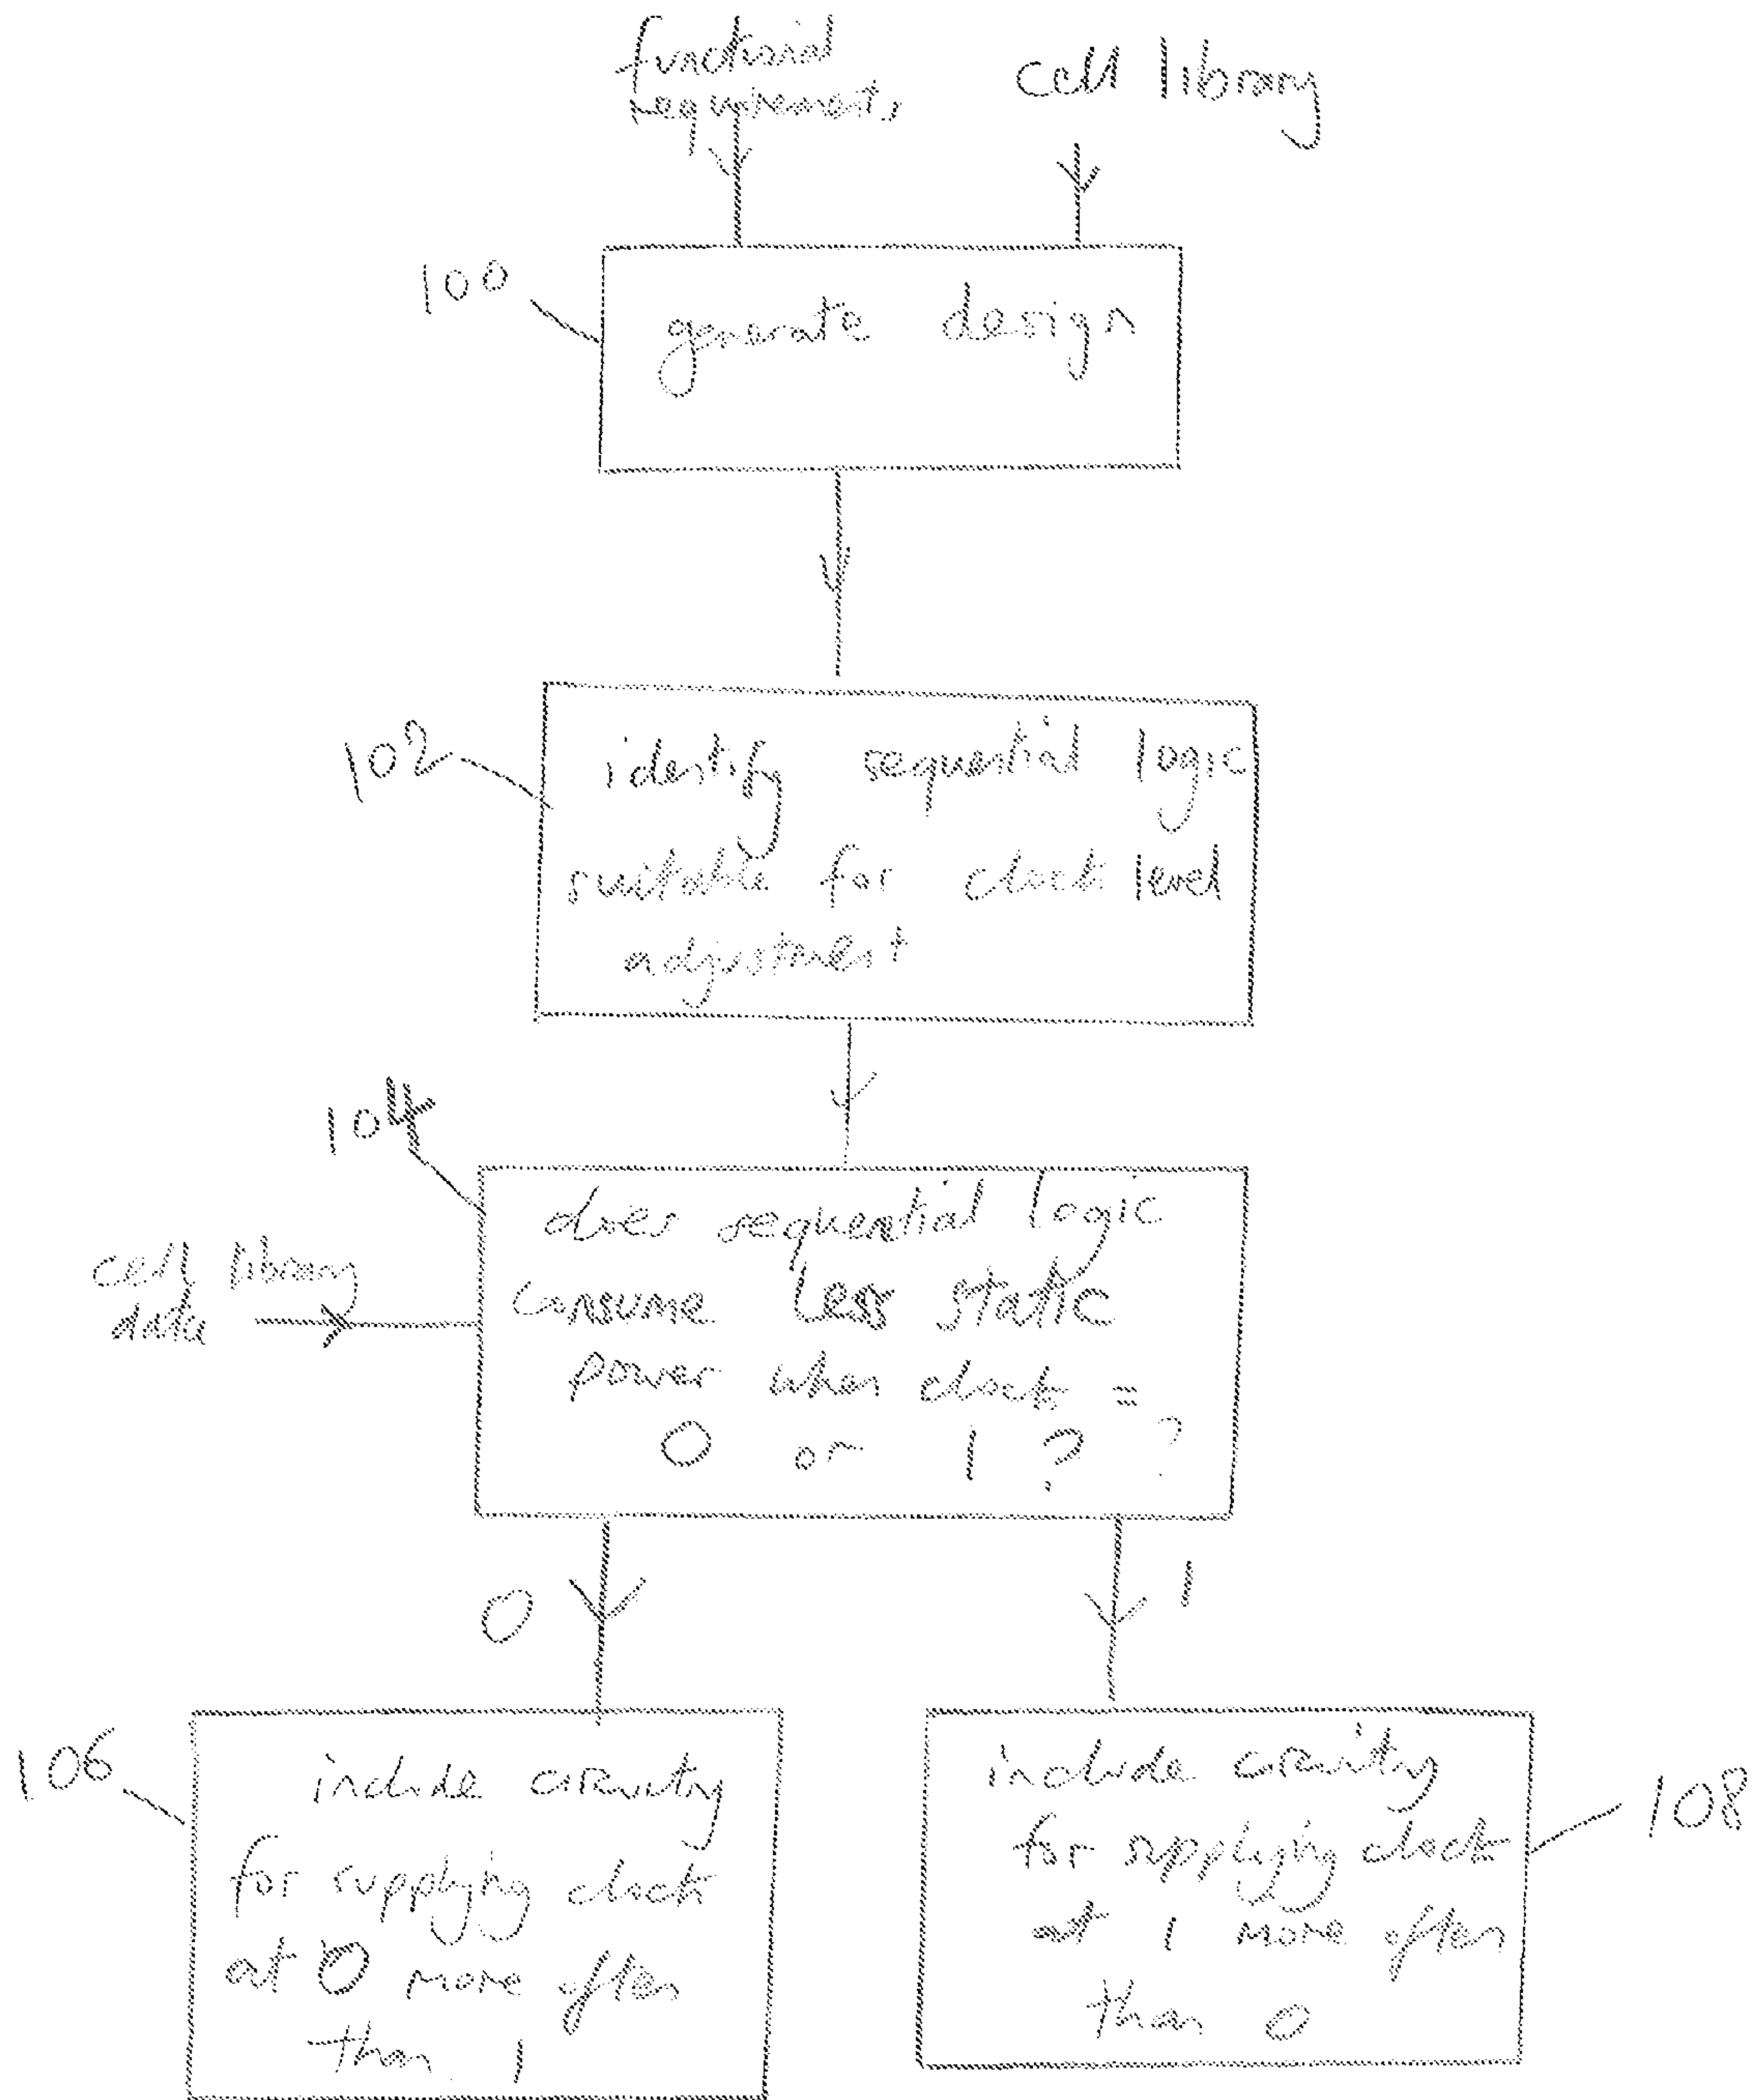 functional
requirements
cell library
100
generate design
102
identify sequential logic
suitable for clock level
adjustment
104
does sequential logic
consume less static
power when clock =
0 or 1 ? ?
cell library
data
0
1
106
include circuitry
for supplying clock
at 0 more often
than 1
include circuitry
for supplying clock
at 1 more often
than 0
108